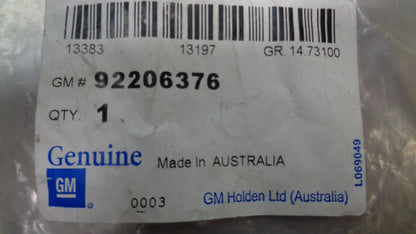 13383 13197 GR. 14.73100
GM # 92206376
QTY. 1
Genuine Made In AUSTRALIA
GM
®
0003 GM Holden Ltd (Australia)
L069049